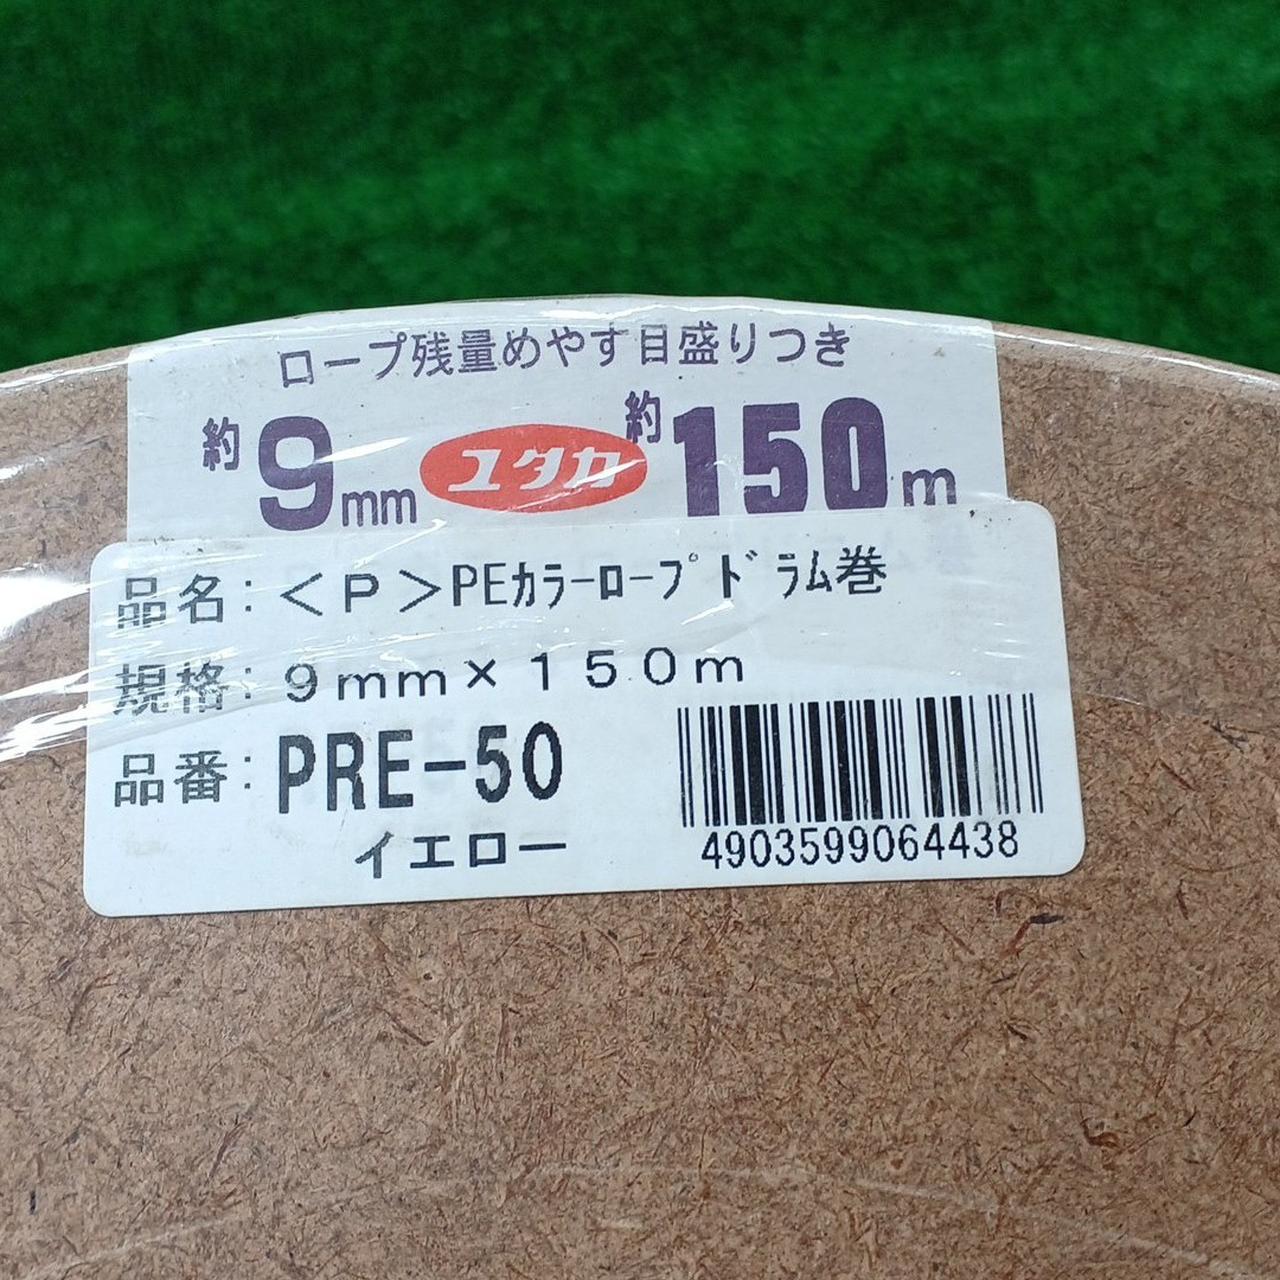 ロープ残量めやす目盛りつき
約9mm ユタカ 約150m
品名:＜P＞PEｶﾗｰﾛｰﾌﾟ ﾄﾞﾗﾑ巻
規格:9mm×150m
品番:PRE-50
イエロー
4903599064438